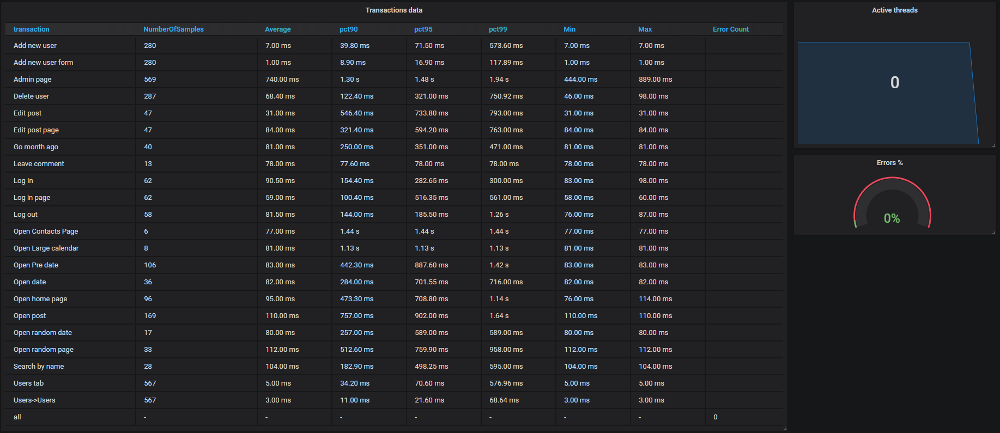 Transactions data
transaction NumberOfSamples Average pct90 pct95 pct99 Min Max Error Count
Add new user 280 7.00 ms 39.80 ms 71.50 ms 573.60 ms 7.00 ms 7.00 ms
Add new user form 280 1.00 ms 8.90 ms 16.90 ms 117.89 ms 1.00 ms 1.00 ms
Admin page 569 740.00 ms 1.30 s 1.48 s 1.94 s 444.00 ms 889.00 ms
Delete user 287 68.40 ms 122.40 ms 321.00 ms 750.92 ms 46.00 ms 98.00 ms
Edit post 47 31.00 ms 546.40 ms 733.80 ms 793.00 ms 31.00 ms 31.00 ms
Edit post page 47 84.00 ms 321.40 ms 594.20 ms 763.00 ms 84.00 ms 84.00 ms
Go month ago 40 81.00 ms 250.00 ms 351.00 ms 471.00 ms 81.00 ms 81.00 ms
Leave comment 13 78.00 ms 77.60 ms 78.00 ms 78.00 ms 78.00 ms 78.00 ms
Log In 62 90.50 ms 154.40 ms 282.65 ms 300.00 ms 83.00 ms 98.00 ms
Log in page 62 59.00 ms 100.40 ms 516.35 ms 561.00 ms 58.00 ms 60.00 ms
Log out 58 81.50 ms 144.00 ms 185.50 ms 1.26 s 76.00 ms 87.00 ms
Open Contacts Page 6 77.00 ms 1.44 s 1.44 s 1.44 s 77.00 ms 77.00 ms
Open Large calendar 8 81.00 ms 1.13 s 1.13 s 1.13 s 81.00 ms 81.00 ms
Open Pre date 106 83.00 ms 442.30 ms 887.60 ms 1.42 s 83.00 ms 83.00 ms
Open date 36 82.00 ms 284.00 ms 701.55 ms 716.00 ms 82.00 ms 82.00 ms
Open home page 96 95.00 ms 473.30 ms 708.80 ms 1.14 s 76.00 ms 114.00 ms
Open post 169 110.00 ms 757.00 ms 902.00 ms 1.64 s 110.00 ms 110.00 ms
Open random date 17 80.00 ms 257.00 ms 589.00 ms 589.00 ms 80.00 ms 80.00 ms
Open random page 33 112.00 ms 512.60 ms 759.90 ms 958.00 ms 112.00 ms 112.00 ms
Search by name 28 104.00 ms 182.90 ms 498.25 ms 595.00 ms 104.00 ms 104.00 ms
Users tab 567 5.00 ms 34.20 ms 70.60 ms 576.96 ms 5.00 ms 5.00 ms
Users->Users 567 3.00 ms 11.00 ms 21.60 ms 68.64 ms 3.00 ms 3.00 ms
all - - - - - - - 0
Active threads
0
Errors %
0%